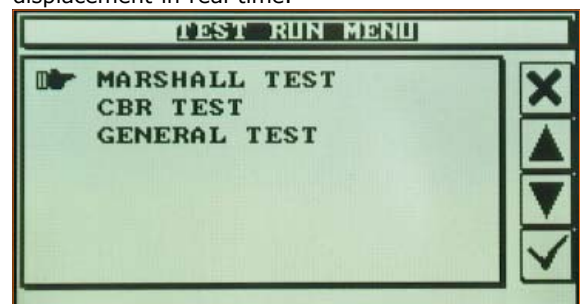 displacement in real time.
TEST RUN MENU
MARSHALL TEST
CBR TEST
GENERAL TEST